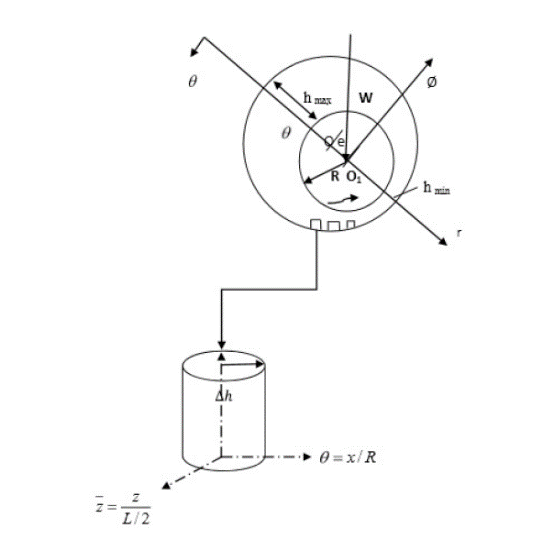 θ
h max
W
Ø
θ
O e
R O₁
h min
r
Δh
θ = x/R
z̄ = z / L/2